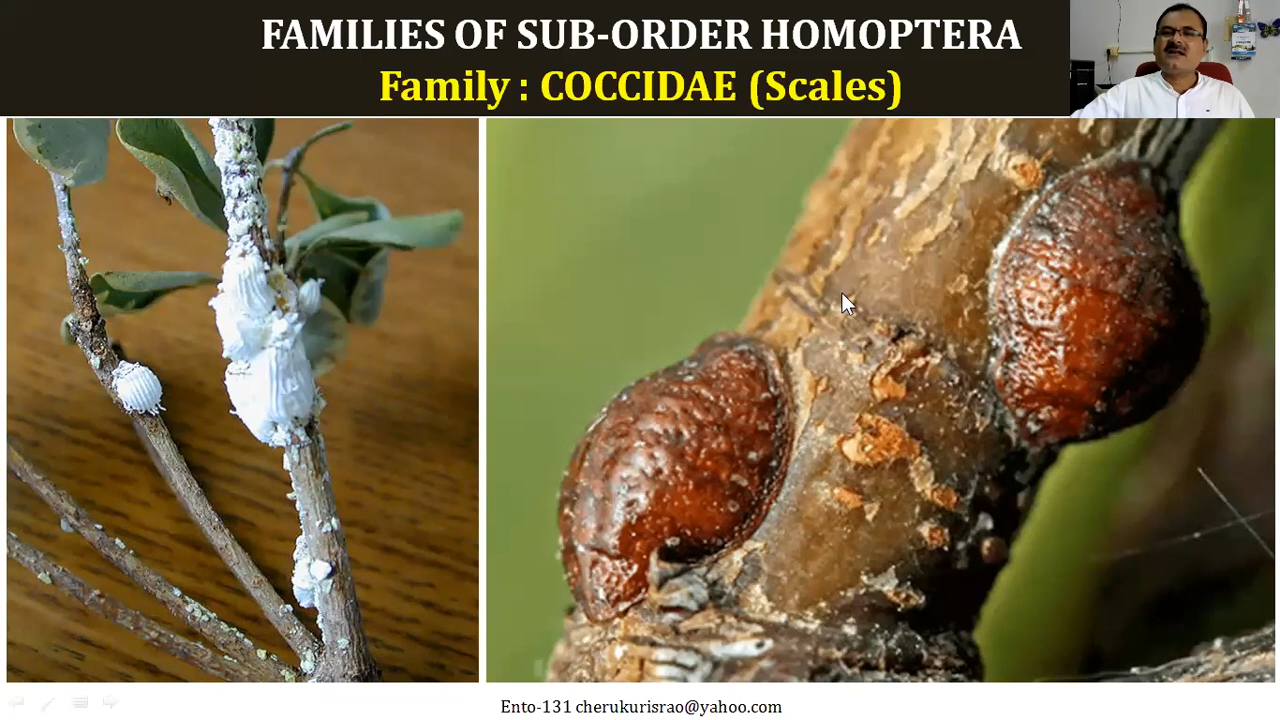 FAMILIES OF SUB-ORDER HOMOPTERA
Family : COCCIDAE (Scales)
Ento-131 cherukurisrao@yahoo.com